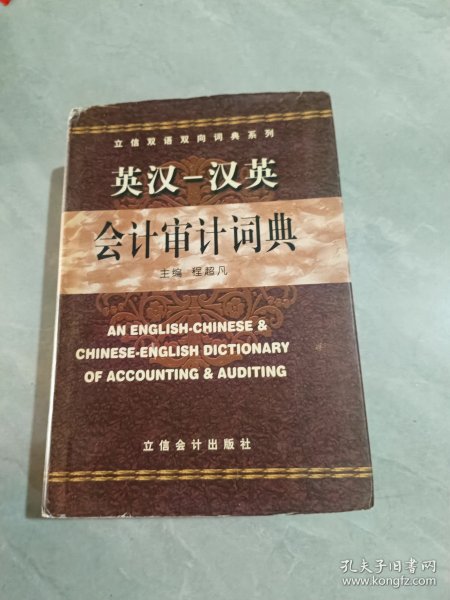 立信双语双向词典系列
英汉－汉英
会计审计词典
主编 程超凡
AN ENGLISH-CHINESE &
CHINESE-ENGLISH DICTIONARY
OF ACCOUNTING & AUDITING
立信会计出版社
孔夫子旧书网
www.kongfz.com